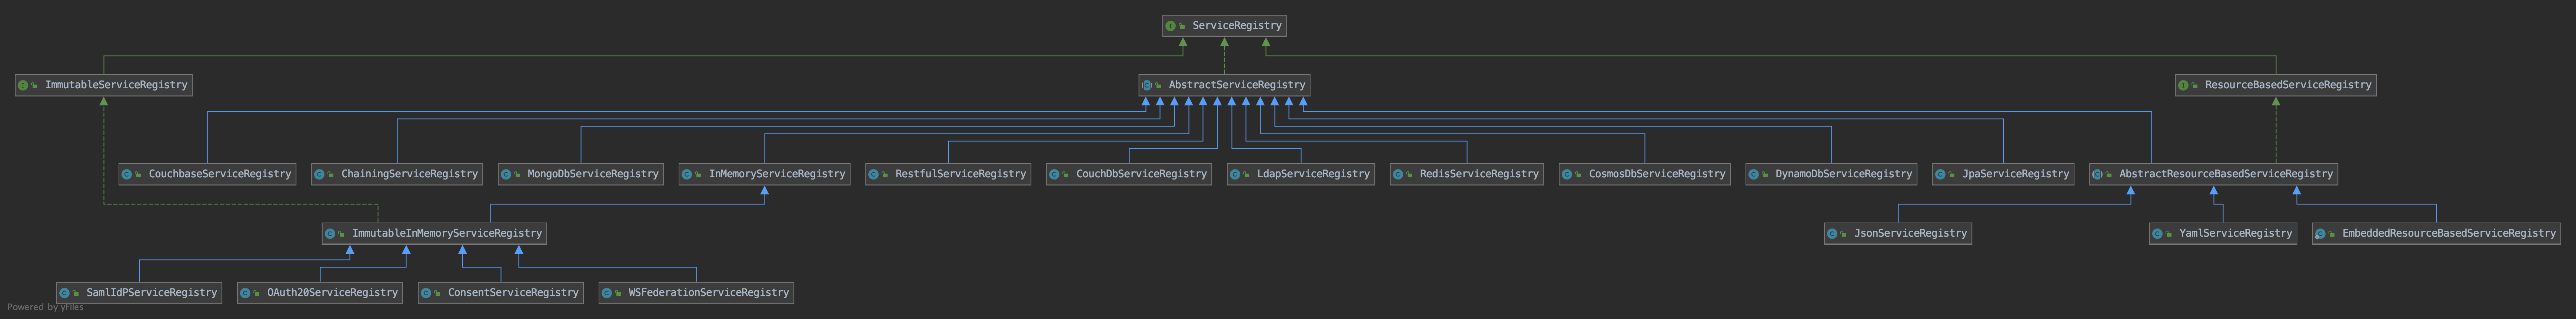 ServiceRegistry
ImmutableServiceRegistry
AbstractServiceRegistry
ResourceBasedServiceRegistry
CouchbaseServiceRegistry
ChainingServiceRegistry
MongoDbServiceRegistry
InMemoryServiceRegistry
RestfulServiceRegistry
CouchDbServiceRegistry
LdapServiceRegistry
RedisServiceRegistry
CosmosDbServiceRegistry
DynamoDbServiceRegistry
JpaServiceRegistry
AbstractResourceBasedServiceRegistry
ImmutableInMemoryServiceRegistry
JsonServiceRegistry
YamlServiceRegistry
EmbeddedResourceBasedServiceRegistry
SamlIdPServiceRegistry
OAuth20ServiceRegistry
ConsentServiceRegistry
WSFederationServiceRegistry
Powered by yFiles